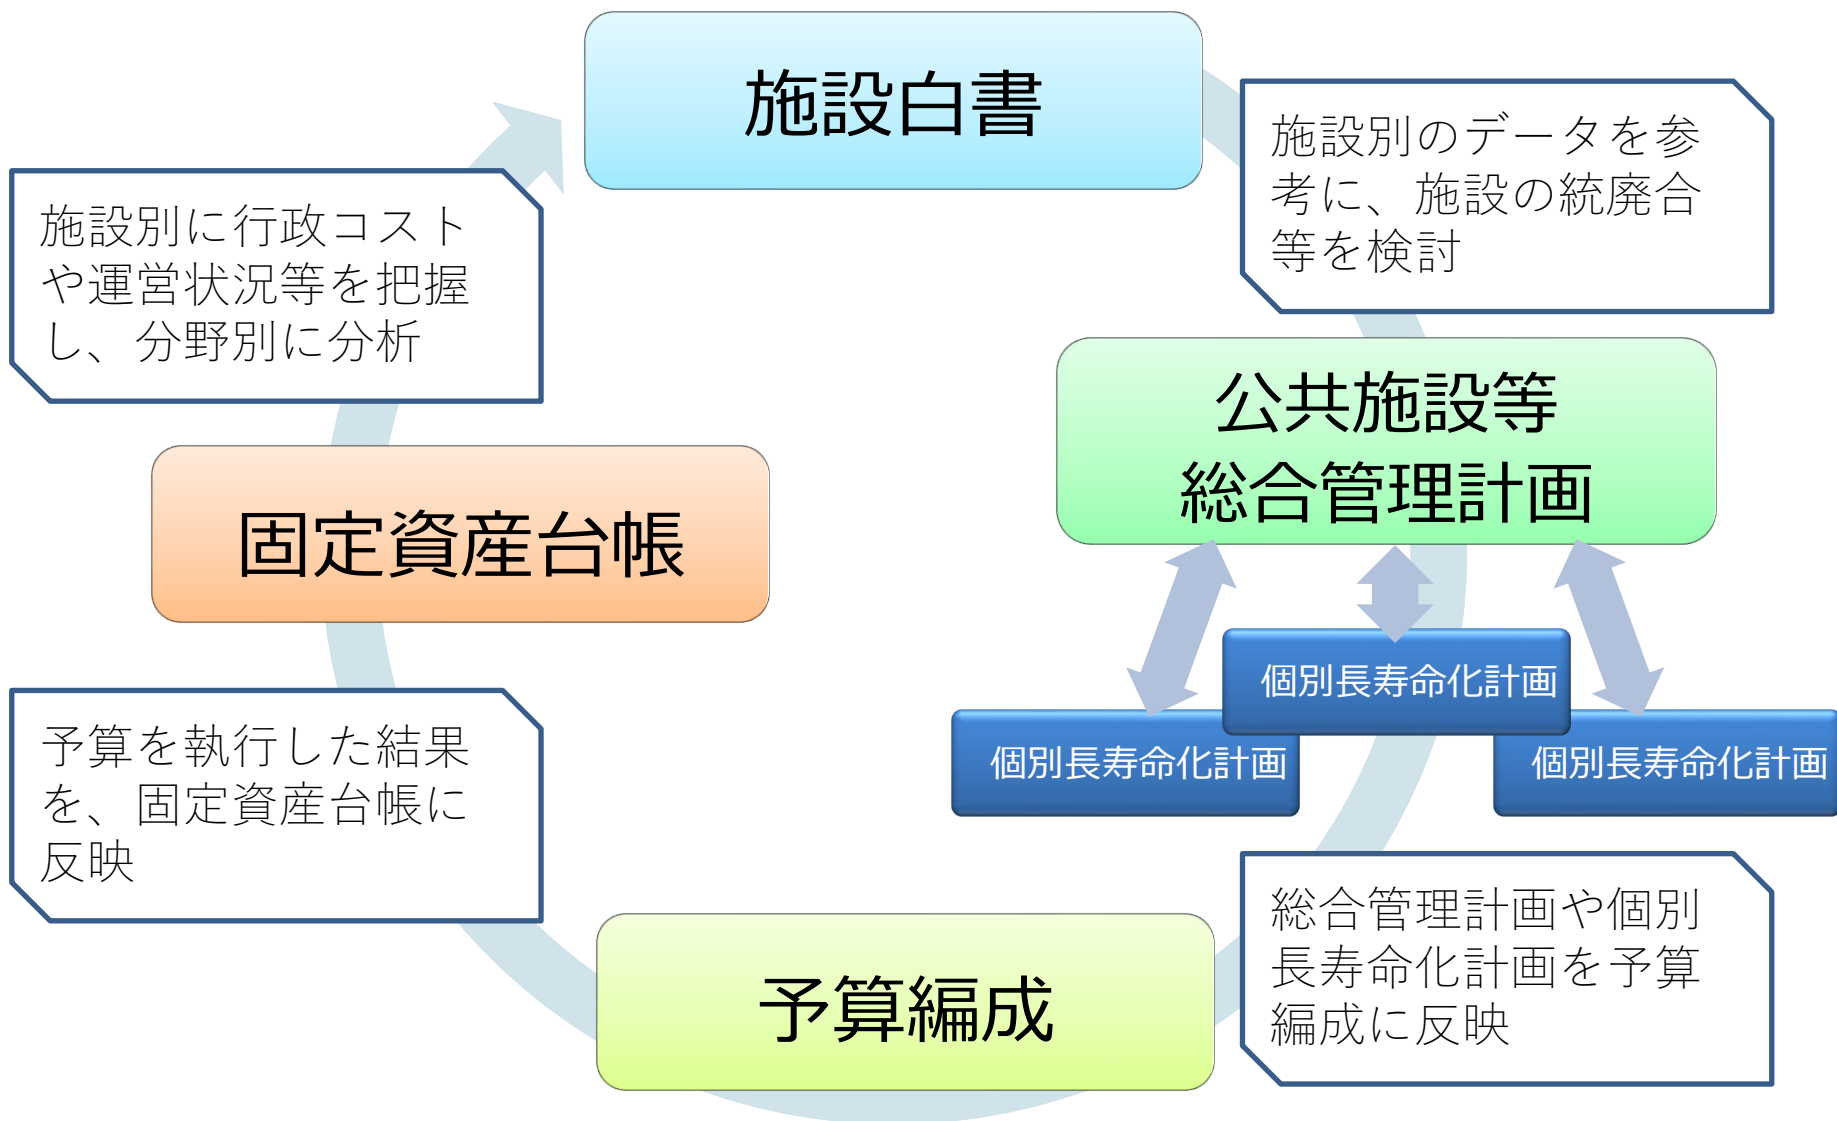 施設白書
施設別のデータを参
考に、施設の統廃合
等を検討
施設別に行政コスト
や運営状況等を把握
し、分野別に分析
公共施設等
総合管理計画
固定資産台帳
個別長寿命化計画
個別長寿命化計画
個別長寿命化計画
予算を執行した結果
を、固定資産台帳に
反映
総合管理計画や個別
長寿命化計画を予算
編成に反映
予算編成